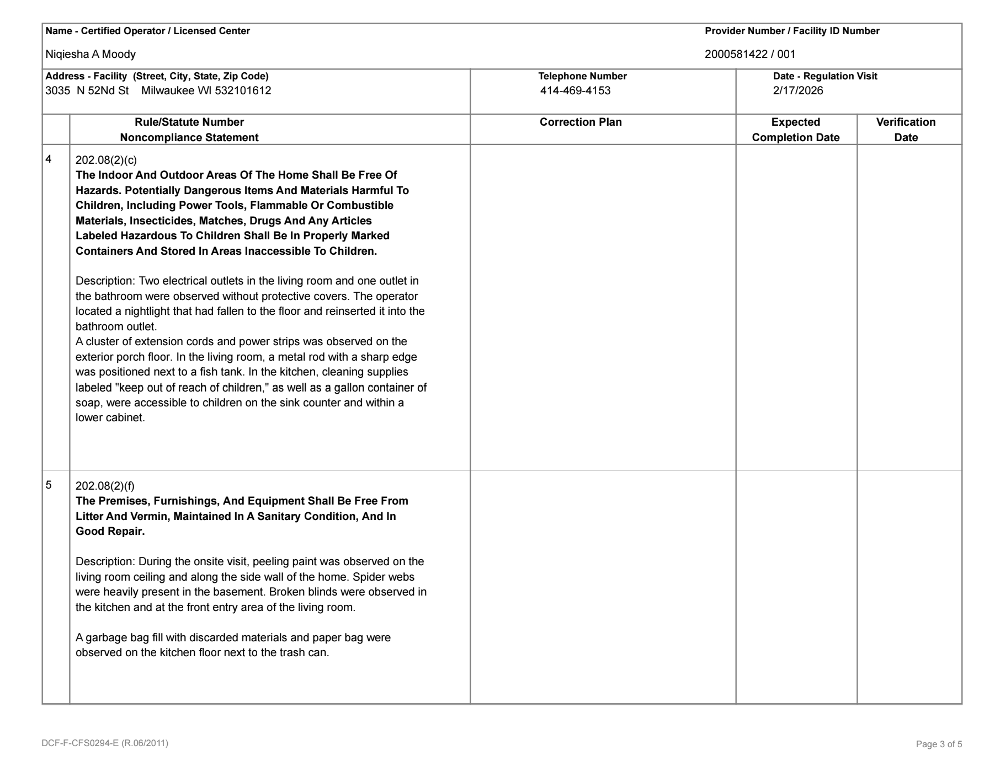 Name - Certified Operator / Licensed Center
Provider Number / Facility ID Number
Niqiesha A Moody
2000581422 / 001
Address - Facility (Street, City, State, Zip Code)
Telephone Number
Date - Regulation Visit
3035 N 52Nd St Milwaukee WI 532101612
414-469-4153
2/17/2026
Rule/Statute Number
Noncompliance Statement
Correction Plan
Expected
Completion Date
Verification
Date
4
202.08(2)(c)
The Indoor And Outdoor Areas Of The Home Shall Be Free Of
Hazards. Potentially Dangerous Items And Materials Harmful To
Children, Including Power Tools, Flammable Or Combustible
Materials, Insecticides, Matches, Drugs And Any Articles
Labeled Hazardous To Children Shall Be In Properly Marked
Containers And Stored In Areas Inaccessible To Children.
Description: Two electrical outlets in the living room and one outlet in
the bathroom were observed without protective covers. The operator
located a nightlight that had fallen to the floor and reinserted it into the
bathroom outlet.
A cluster of extension cords and power strips was observed on the
exterior porch floor. In the living room, a metal rod with a sharp edge
was positioned next to a fish tank. In the kitchen, cleaning supplies
labeled "keep out of reach of children," as well as a gallon container of
soap, were accessible to children on the sink counter and within a
lower cabinet.
5
202.08(2)(f)
The Premises, Furnishings, And Equipment Shall Be Free From
Litter And Vermin, Maintained In A Sanitary Condition, And In
Good Repair.
Description: During the onsite visit, peeling paint was observed on the
living room ceiling and along the side wall of the home. Spider webs
were heavily present in the basement. Broken blinds were observed in
the kitchen and at the front entry area of the living room.
A garbage bag fill with discarded materials and paper bag were
observed on the kitchen floor next to the trash can.
DCF-F-CFS0294-E (R.06/2011)
Page 3 of 5